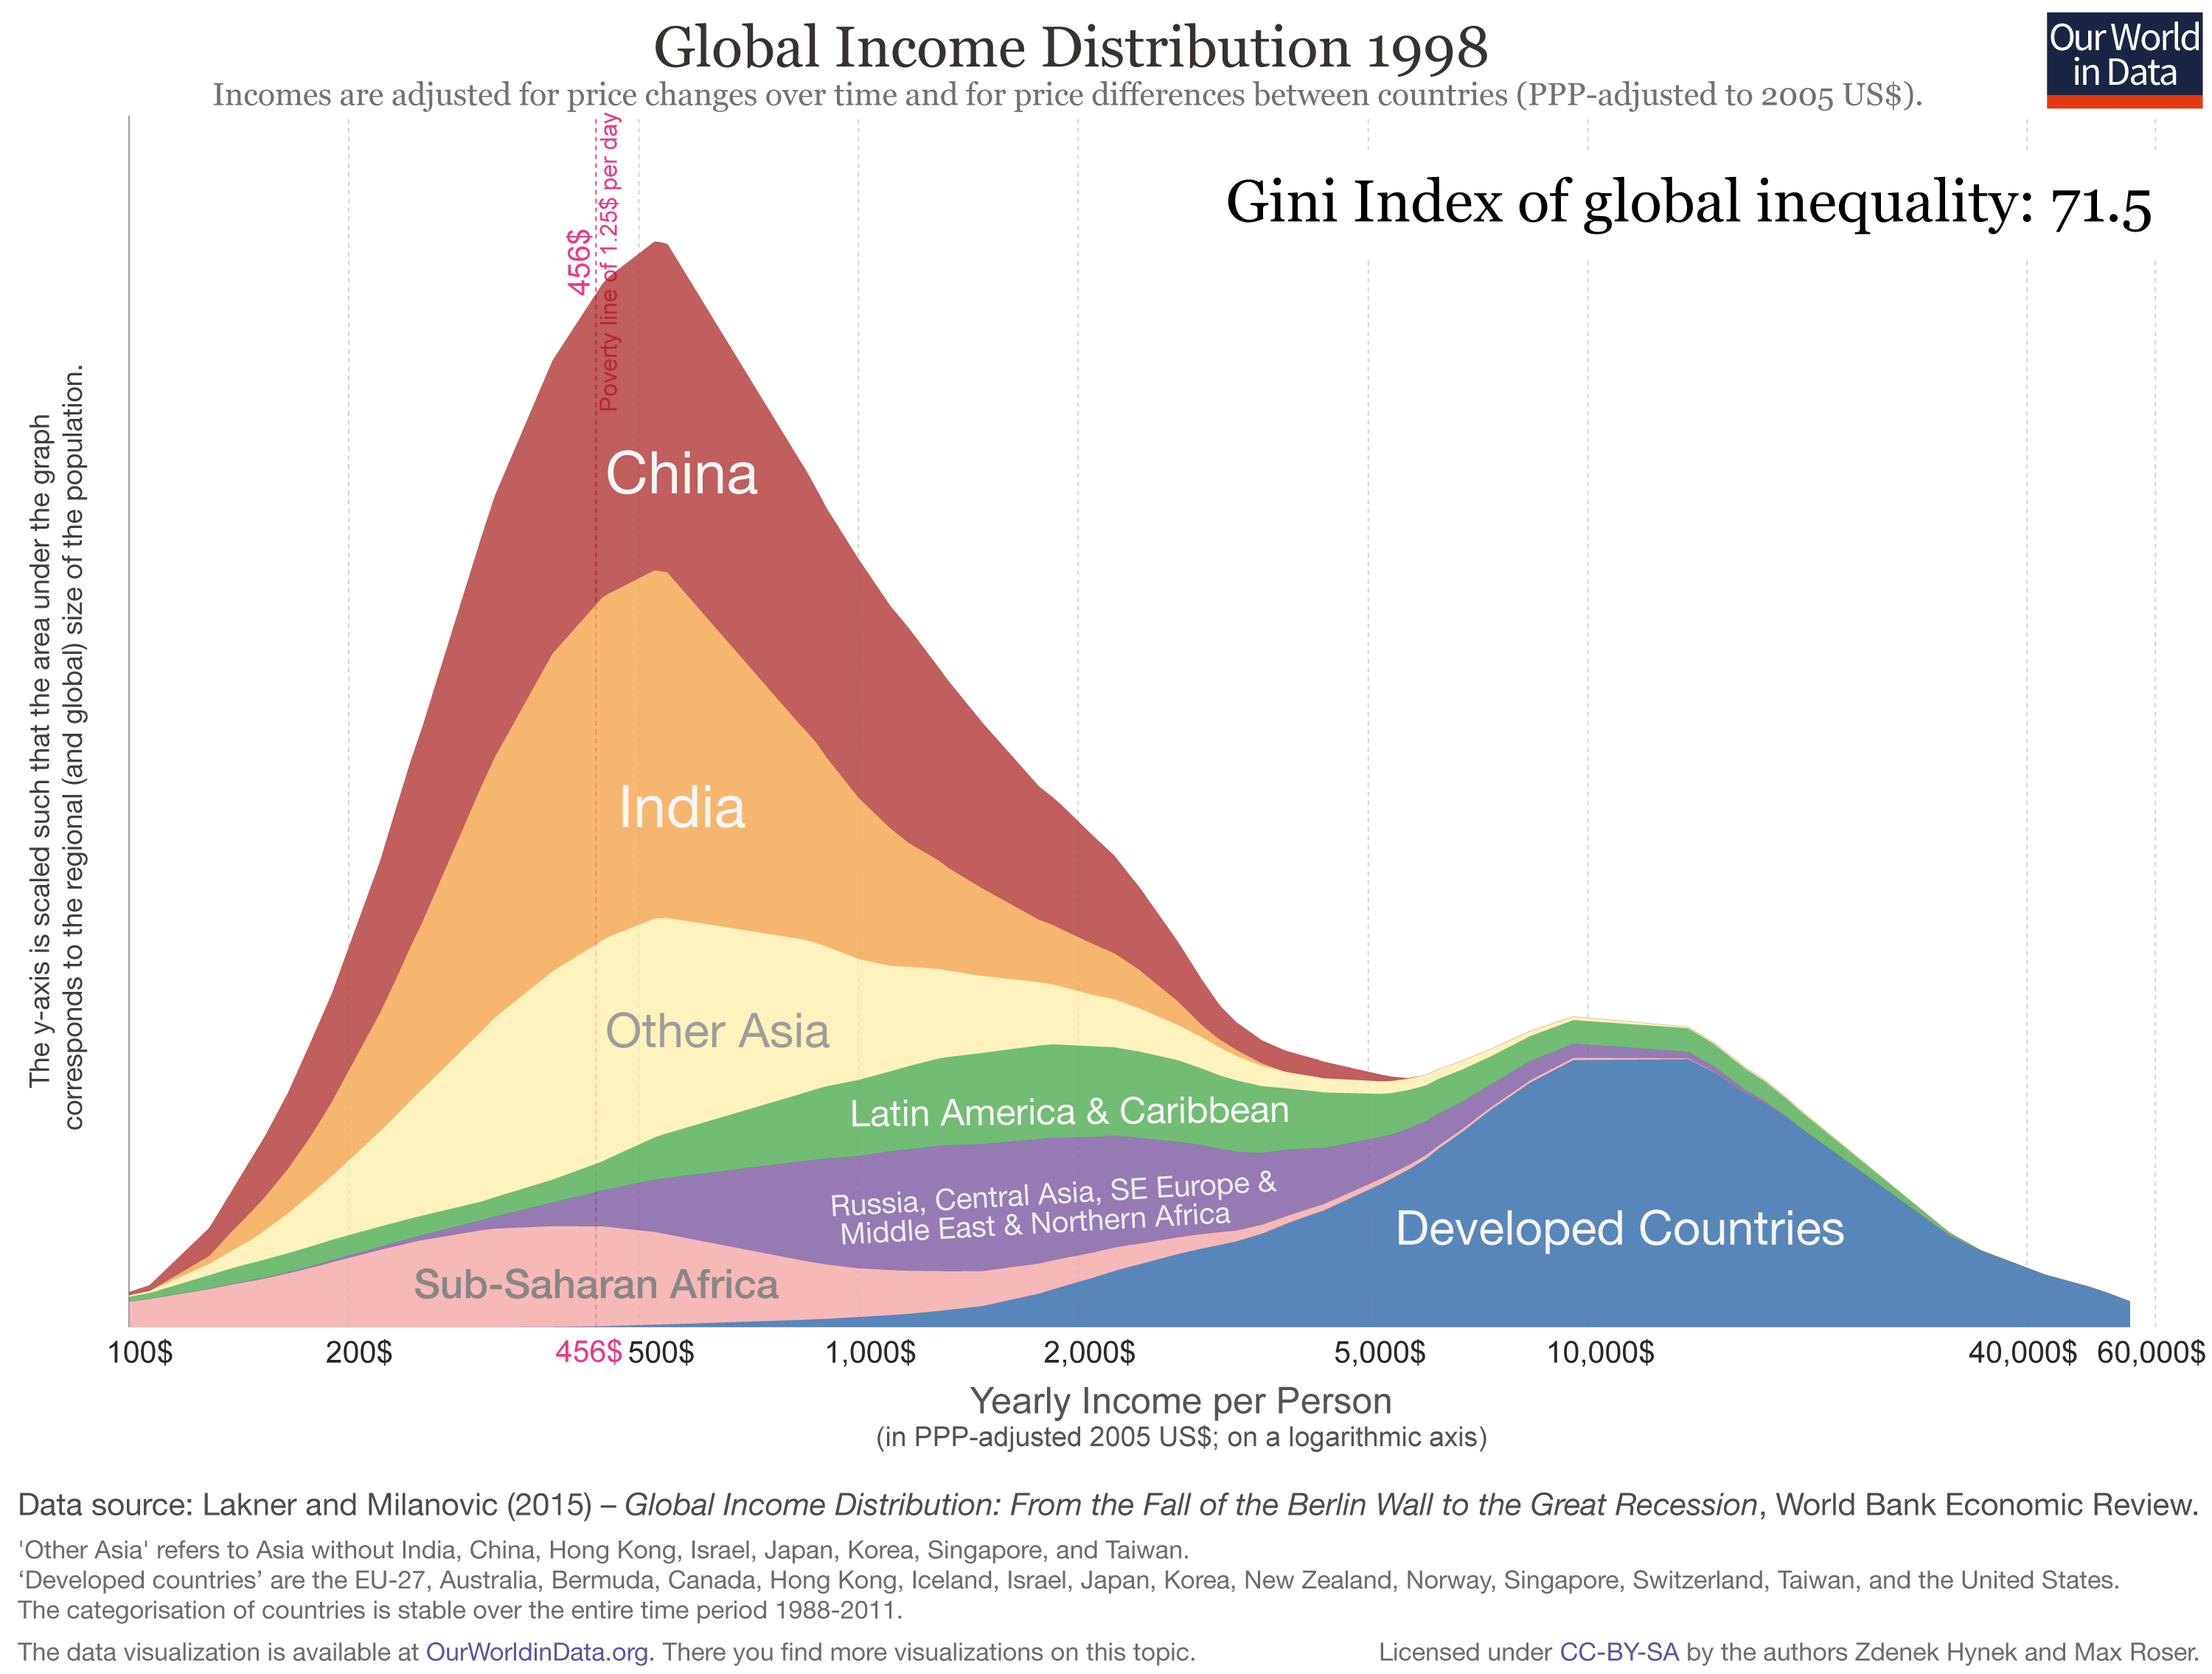 Global Income Distribution 1998
Incomes are adjusted for price changes over time and for price differences between countries (PPP-adjusted to 2005 US$).
Our World
in Data
Gini Index of global inequality: 71.5
456$
Poverty line of 1.25$ per day
The y-axis is scaled such that the area under the graph
corresponds to the regional (and global) size of the population.
China
India
Other Asia
Latin America & Caribbean
Russia, Central Asia, SE Europe &
Middle East & Northern Africa
Developed Countries
Sub-Saharan Africa
100$ 200$ 456$ 500$ 1,000$ 2,000$ 5,000$ 10,000$ 40,000$ 60,000$
Yearly Income per Person
(in PPP-adjusted 2005 US$; on a logarithmic axis)
Data source: Lakner and Milanovic (2015) – Global Income Distribution: From the Fall of the Berlin Wall to the Great Recession, World Bank Economic Review.
'Other Asia' refers to Asia without India, China, Hong Kong, Israel, Japan, Korea, Singapore, and Taiwan.
‘Developed countries’ are the EU-27, Australia, Bermuda, Canada, Hong Kong, Iceland, Israel, Japan, Korea, New Zealand, Norway, Singapore, Switzerland, Taiwan, and the United States.
The categorisation of countries is stable over the entire time period 1988-2011.
The data visualization is available at OurWorldinData.org. There you find more visualizations on this topic.
Licensed under CC-BY-SA by the authors Zdenek Hynek and Max Roser.